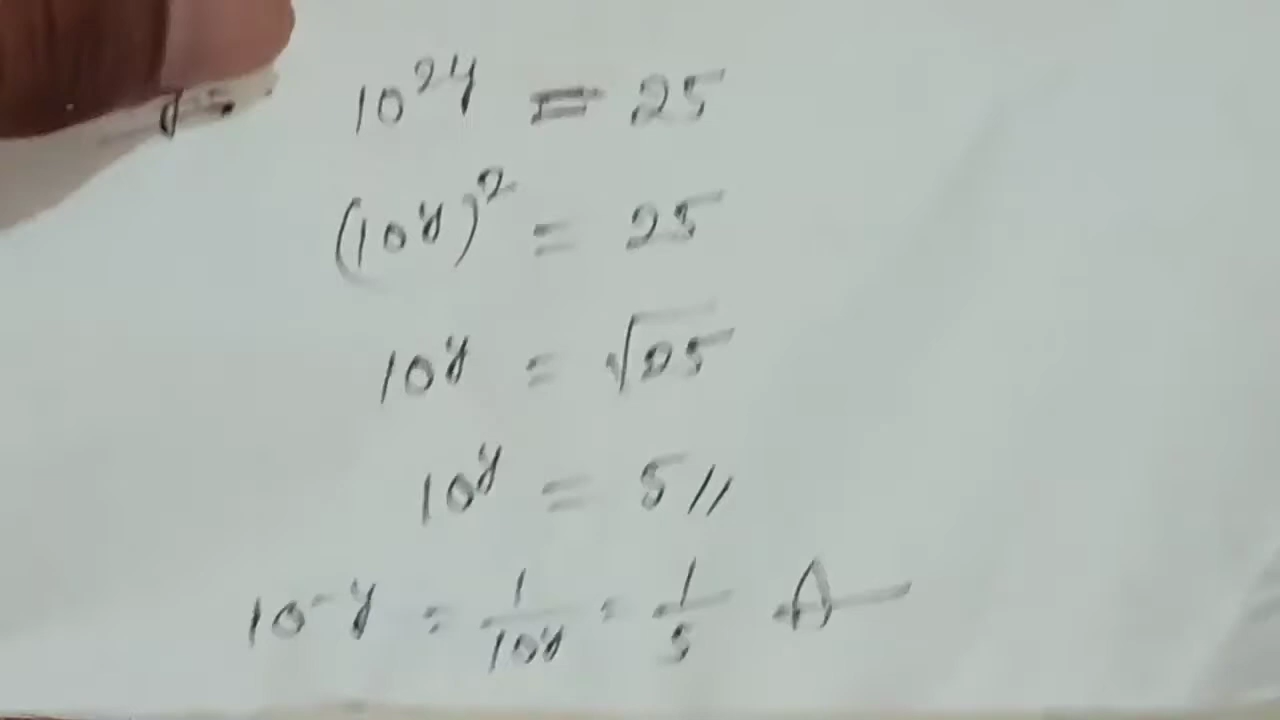 10^{2y} = 25
(10^y)^2 = 25
10^y = √25
10^y = 5 //
10^{-y} = 1/10^y = 1/5 A